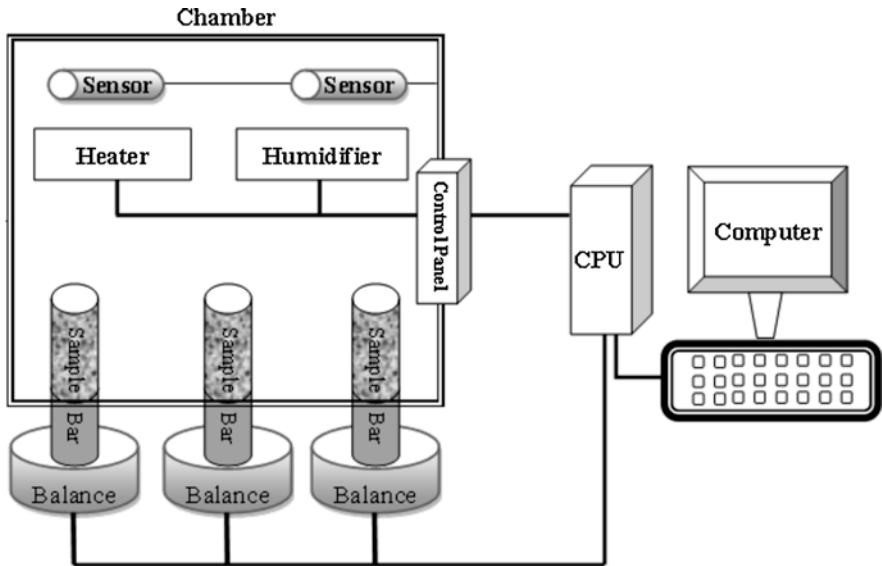 Chamber
Sensor
Sensor
Heater
Humidifier
Control Panel
CPU
Computer
Sample
Sample
Sample
Bar
Bar
Bar
Balance
Balance
Balance